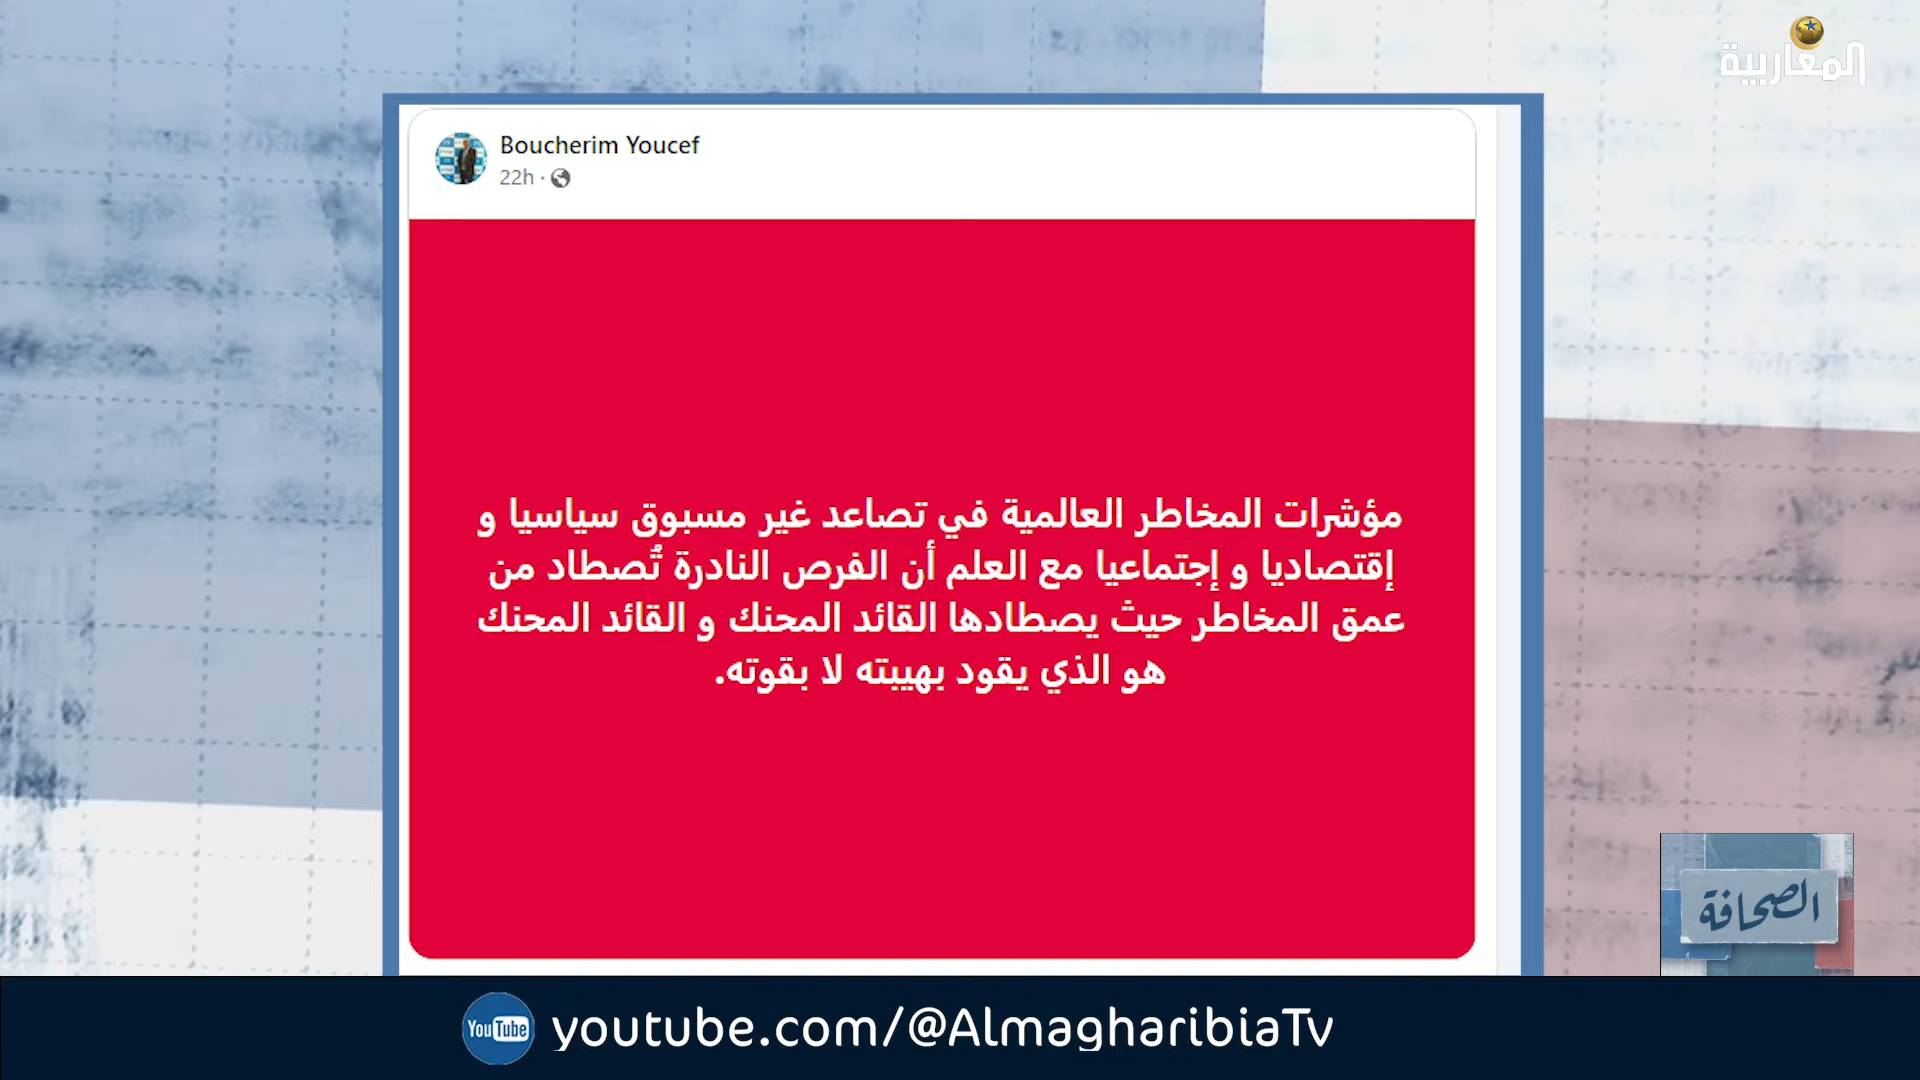 المغاربية
Boucherim Youcef
22h ·
مؤشرات المخاطر العالمية في تصاعد غير مسبوق سياسيا و
إقتصاديا و إجتماعيا مع العلم أن الفرص النادرة تُصطاد من
عمق المخاطر حيث يصطادها القائد المحنك و القائد المحنك
هو الذي يقود بهيبته لا بقوته.
الصحافة
YouTube youtube.com/@AlmagharibiaTv